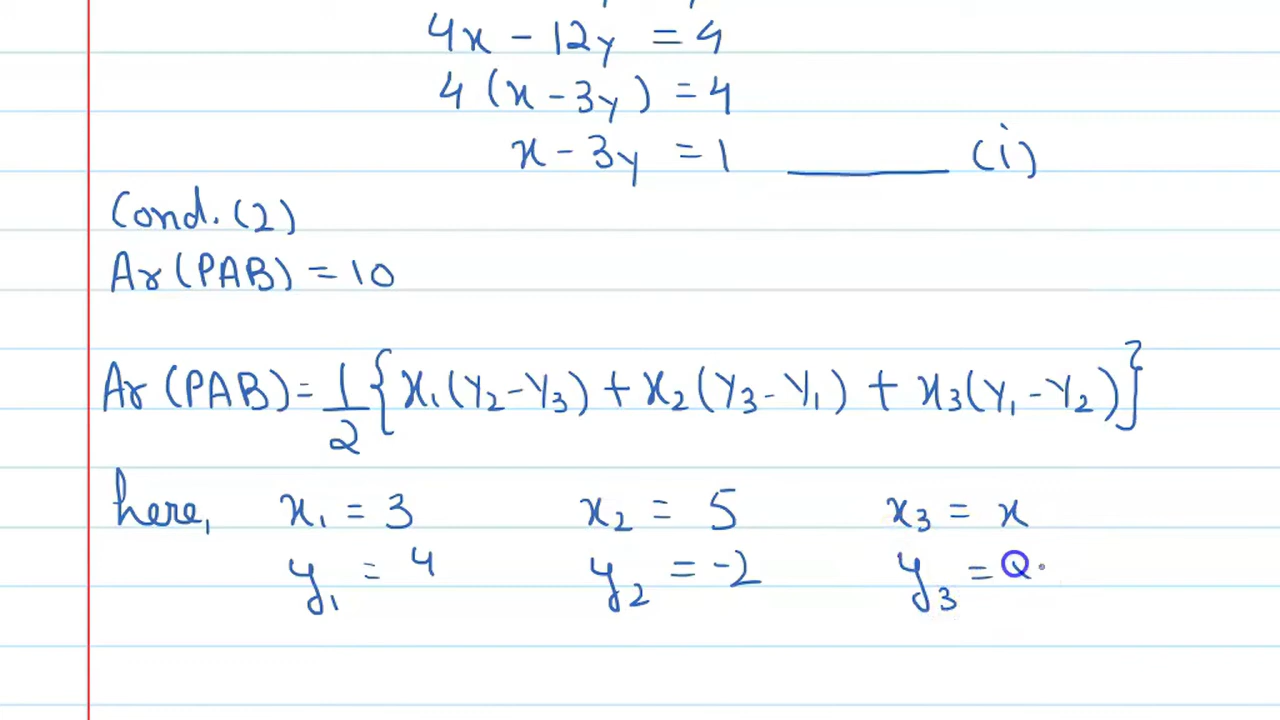 4x - 12y = 4
4 (x - 3y) = 4
x - 3y = 1 ______ (i)
Cond. (2)
Ar (PAB) = 10
Ar (PAB) = 1/2 {x₁(y₂-y₃) + x₂(y₃-y₁) + x₃(y₁-y₂)}
here, x₁ = 3 x₂ = 5 x₃ = x
y₁ = 4 y₂ = -2 y₃ =